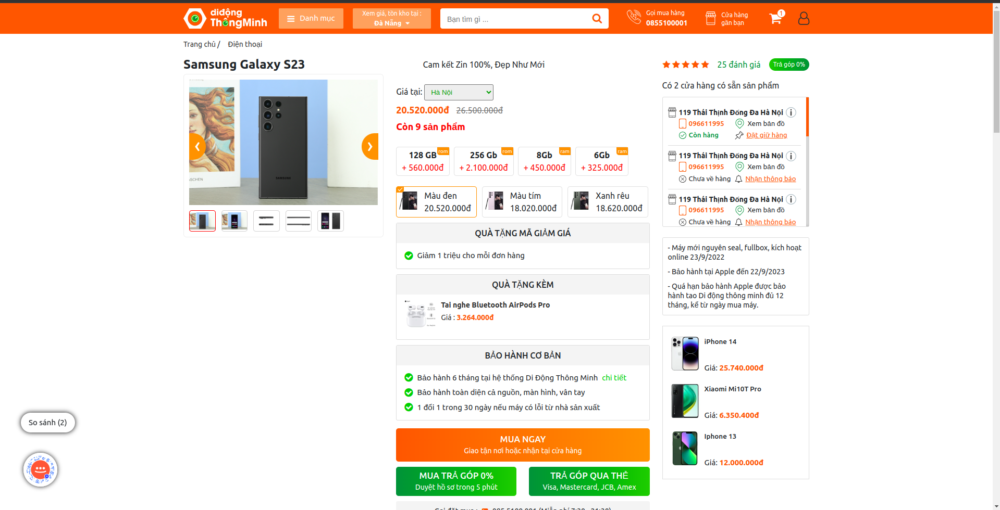 diđộng
ThôngMinh
Danh mục
Xem giá, tồn kho tại :
Đà Nẵng
Bạn tìm gì ...
Gọi mua hàng
0855100001
Cửa hàng
gần bạn
1
Trang chủ /
Điện thoại
Samsung Galaxy S23
Cam kết Zin 100%, Đẹp Như Mới
25 đánh giá
Trả góp 0%
SAMSUNG
Giá tại:
Hà Nội
20.520.000đ
26.500.000đ
Còn 9 sản phẩm
128 GB
rom
+ 560.000đ
256 Gb
rom
+ 2.100.000đ
8Gb
ram
+ 450.000đ
6Gb
ram
+ 325.000đ
Màu đen
20.520.000đ
Màu tím
18.020.000đ
Xanh rêu
18.620.000đ
QUÀ TẶNG MÃ GIẢM GIÁ
Giảm 1 triệu cho mỗi đơn hàng
QUÀ TẶNG KÈM
Tai nghe Bluetooth AirPods Pro
Giá : 3.264.000đ
BẢO HÀNH CƠ BẢN
Bảo hành 6 tháng tại hệ thống Di Động Thông Minh chi tiết
Bảo hành toàn diện cả nguồn, màn hình, vân tay
1 đổi 1 trong 30 ngày nếu máy có lỗi từ nhà sản xuất
MUA NGAY
Giao tận nơi hoặc nhận tại cửa hàng
MUA TRẢ GÓP 0%
Duyệt hồ sơ trong 5 phút
TRẢ GÓP QUA THẺ
Visa, Mastercard, JCB, Amex
Gọi đặt mua : 085.5100.001 (Miễn phí 7:30 - 21:30)
Có 2 cửa hàng có sẵn sản phẩm
119 Thái Thịnh Đống Đa Hà Nội
096611995
Xem bản đồ
Còn hàng
Đặt giữ hàng
119 Thái Thịnh Đống Đa Hà Nội
096611995
Xem bản đồ
Chưa về hàng
Nhận thông báo
119 Thái Thịnh Đống Đa Hà Nội
096611995
Xem bản đồ
Chưa về hàng
Nhận thông báo
- Máy mới nguyên seal, fullbox, kích hoạt
online 23/9/2022
- Bảo hành tại Apple đến 22/9/2023
- Quá hạn bảo hành Apple được bảo
hành tao Di động thông minh đủ 12
tháng, kể từ ngày mua máy.
iPhone 14
Giá: 25.740.000đ
Xiaomi Mi10T Pro
Giá: 6.350.400đ
Iphone 13
Giá: 12.000.000đ
So sánh (2)